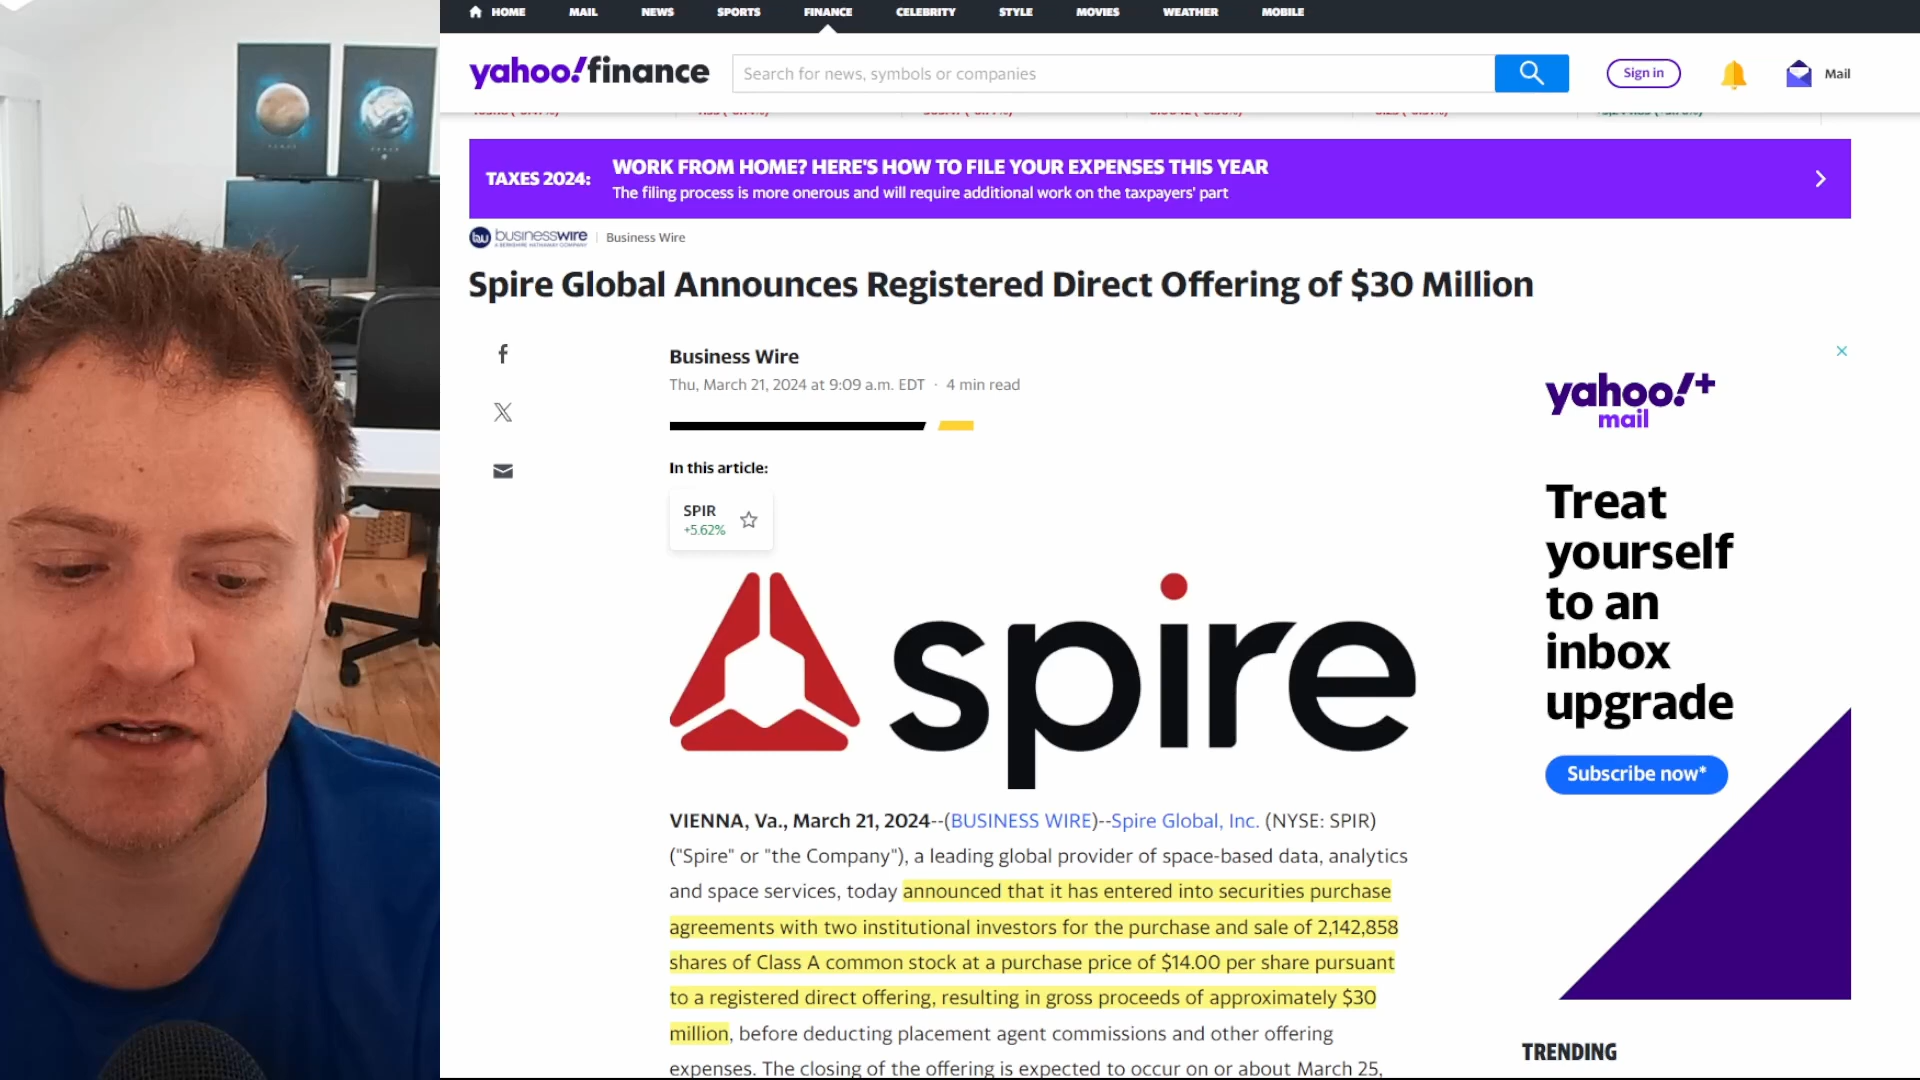 HOME MAIL NEWS SPORTS FINANCE CELEBRITY STYLE MOVIES WEATHER MOBILE
yahoo!finance
Search for news, symbols or companies
Sign in
Mail
TAXES 2024:
WORK FROM HOME? HERE'S HOW TO FILE YOUR EXPENSES THIS YEAR
The filing process is more onerous and will require additional work on the taxpayers' part
businesswire
A BERKSHIRE HATHAWAY COMPANY
Business Wire
Spire Global Announces Registered Direct Offering of $30 Million
Business Wire
Thu, March 21, 2024 at 9:09 a.m. EDT · 4 min read
In this article:
SPIR
+5.62%
spire
VIENNA, Va., March 21, 2024--(BUSINESS WIRE)--Spire Global, Inc. (NYSE: SPIR)
("Spire" or "the Company"), a leading global provider of space-based data, analytics
and space services, today announced that it has entered into securities purchase
agreements with two institutional investors for the purchase and sale of 2,142,858
shares of Class A common stock at a purchase price of $14.00 per share pursuant
to a registered direct offering, resulting in gross proceeds of approximately $30
million, before deducting placement agent commissions and other offering
expenses. The closing of the offering is expected to occur on or about March 25,
yahoo!+
mail
Treat
yourself
to an
inbox
upgrade
Subscribe now*
TRENDING